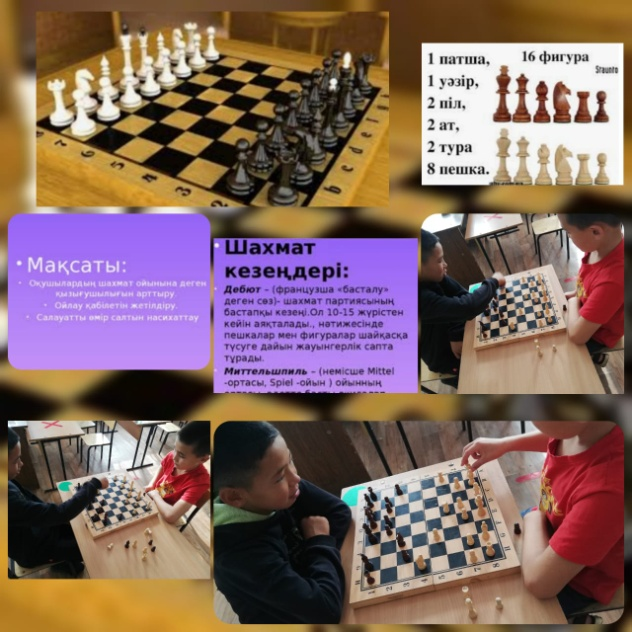 1 патша,
16 фигура
Staunto
1 уәзір,
2 піл,
2 ат,
2 тура
8 пешка.
• Мақсаты:
• Оқушылардың шахмат ойынына деген
қызығушылығын арттыру
• Ойлау қабілетін жетілдіру.
• Салауатты өмір салтын насихаттау
• Шахмат
кезеңдері:
Дебют – (французша «басталу»
деген сөз)- шахмат партиясының
бастапқы кезеңі.Ол 10-15 жүрістен
кейін аяқталады., нәтижесінде
пешкалар мен фигуралар шайқасқа
түсуге дайын жауынгерлік сапта
тұрады.
Миттельшпиль – (немісше Mittel
-ортасы, Spiel -ойын ) ойынның